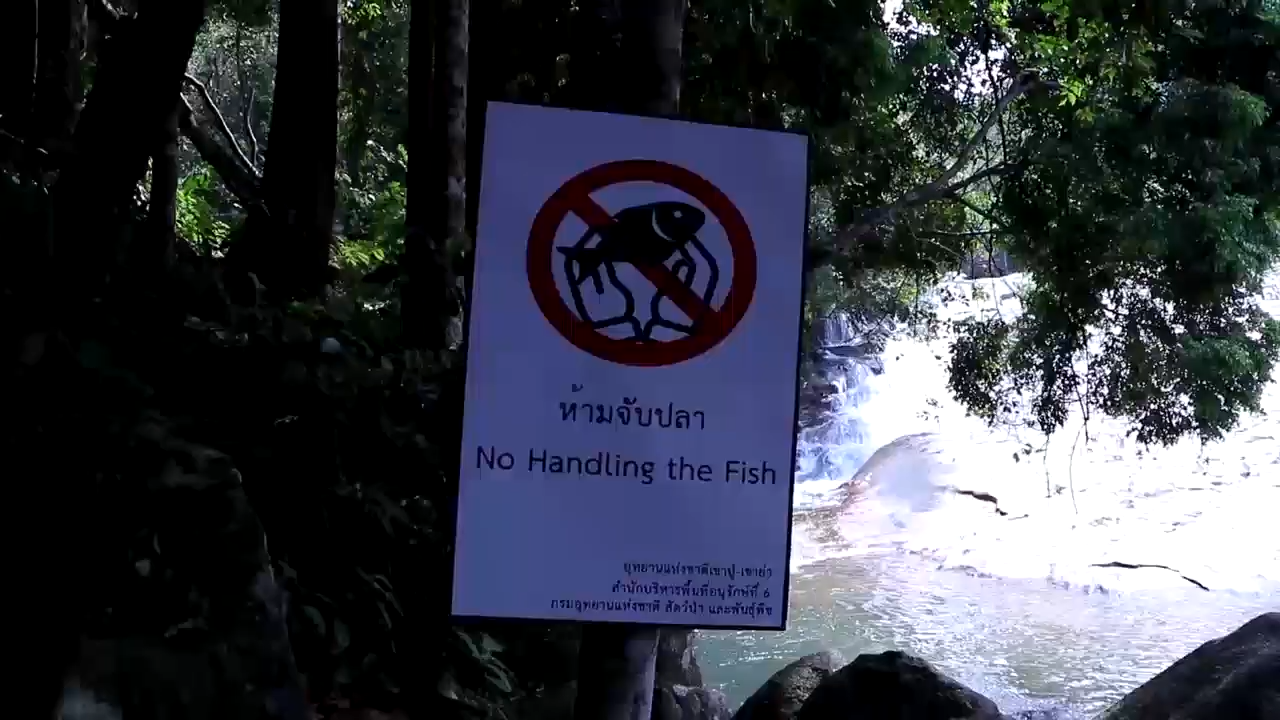 ห้ามจับปลา
No Handling the Fish
อุทยานแห่งชาติเขาปู่-เขาย่า
สำนักบริหารพื้นที่อนุรักษ์ที่ 6
กรมอุทยานแห่งชาติ สัตว์ป่า และพันธุ์พืช